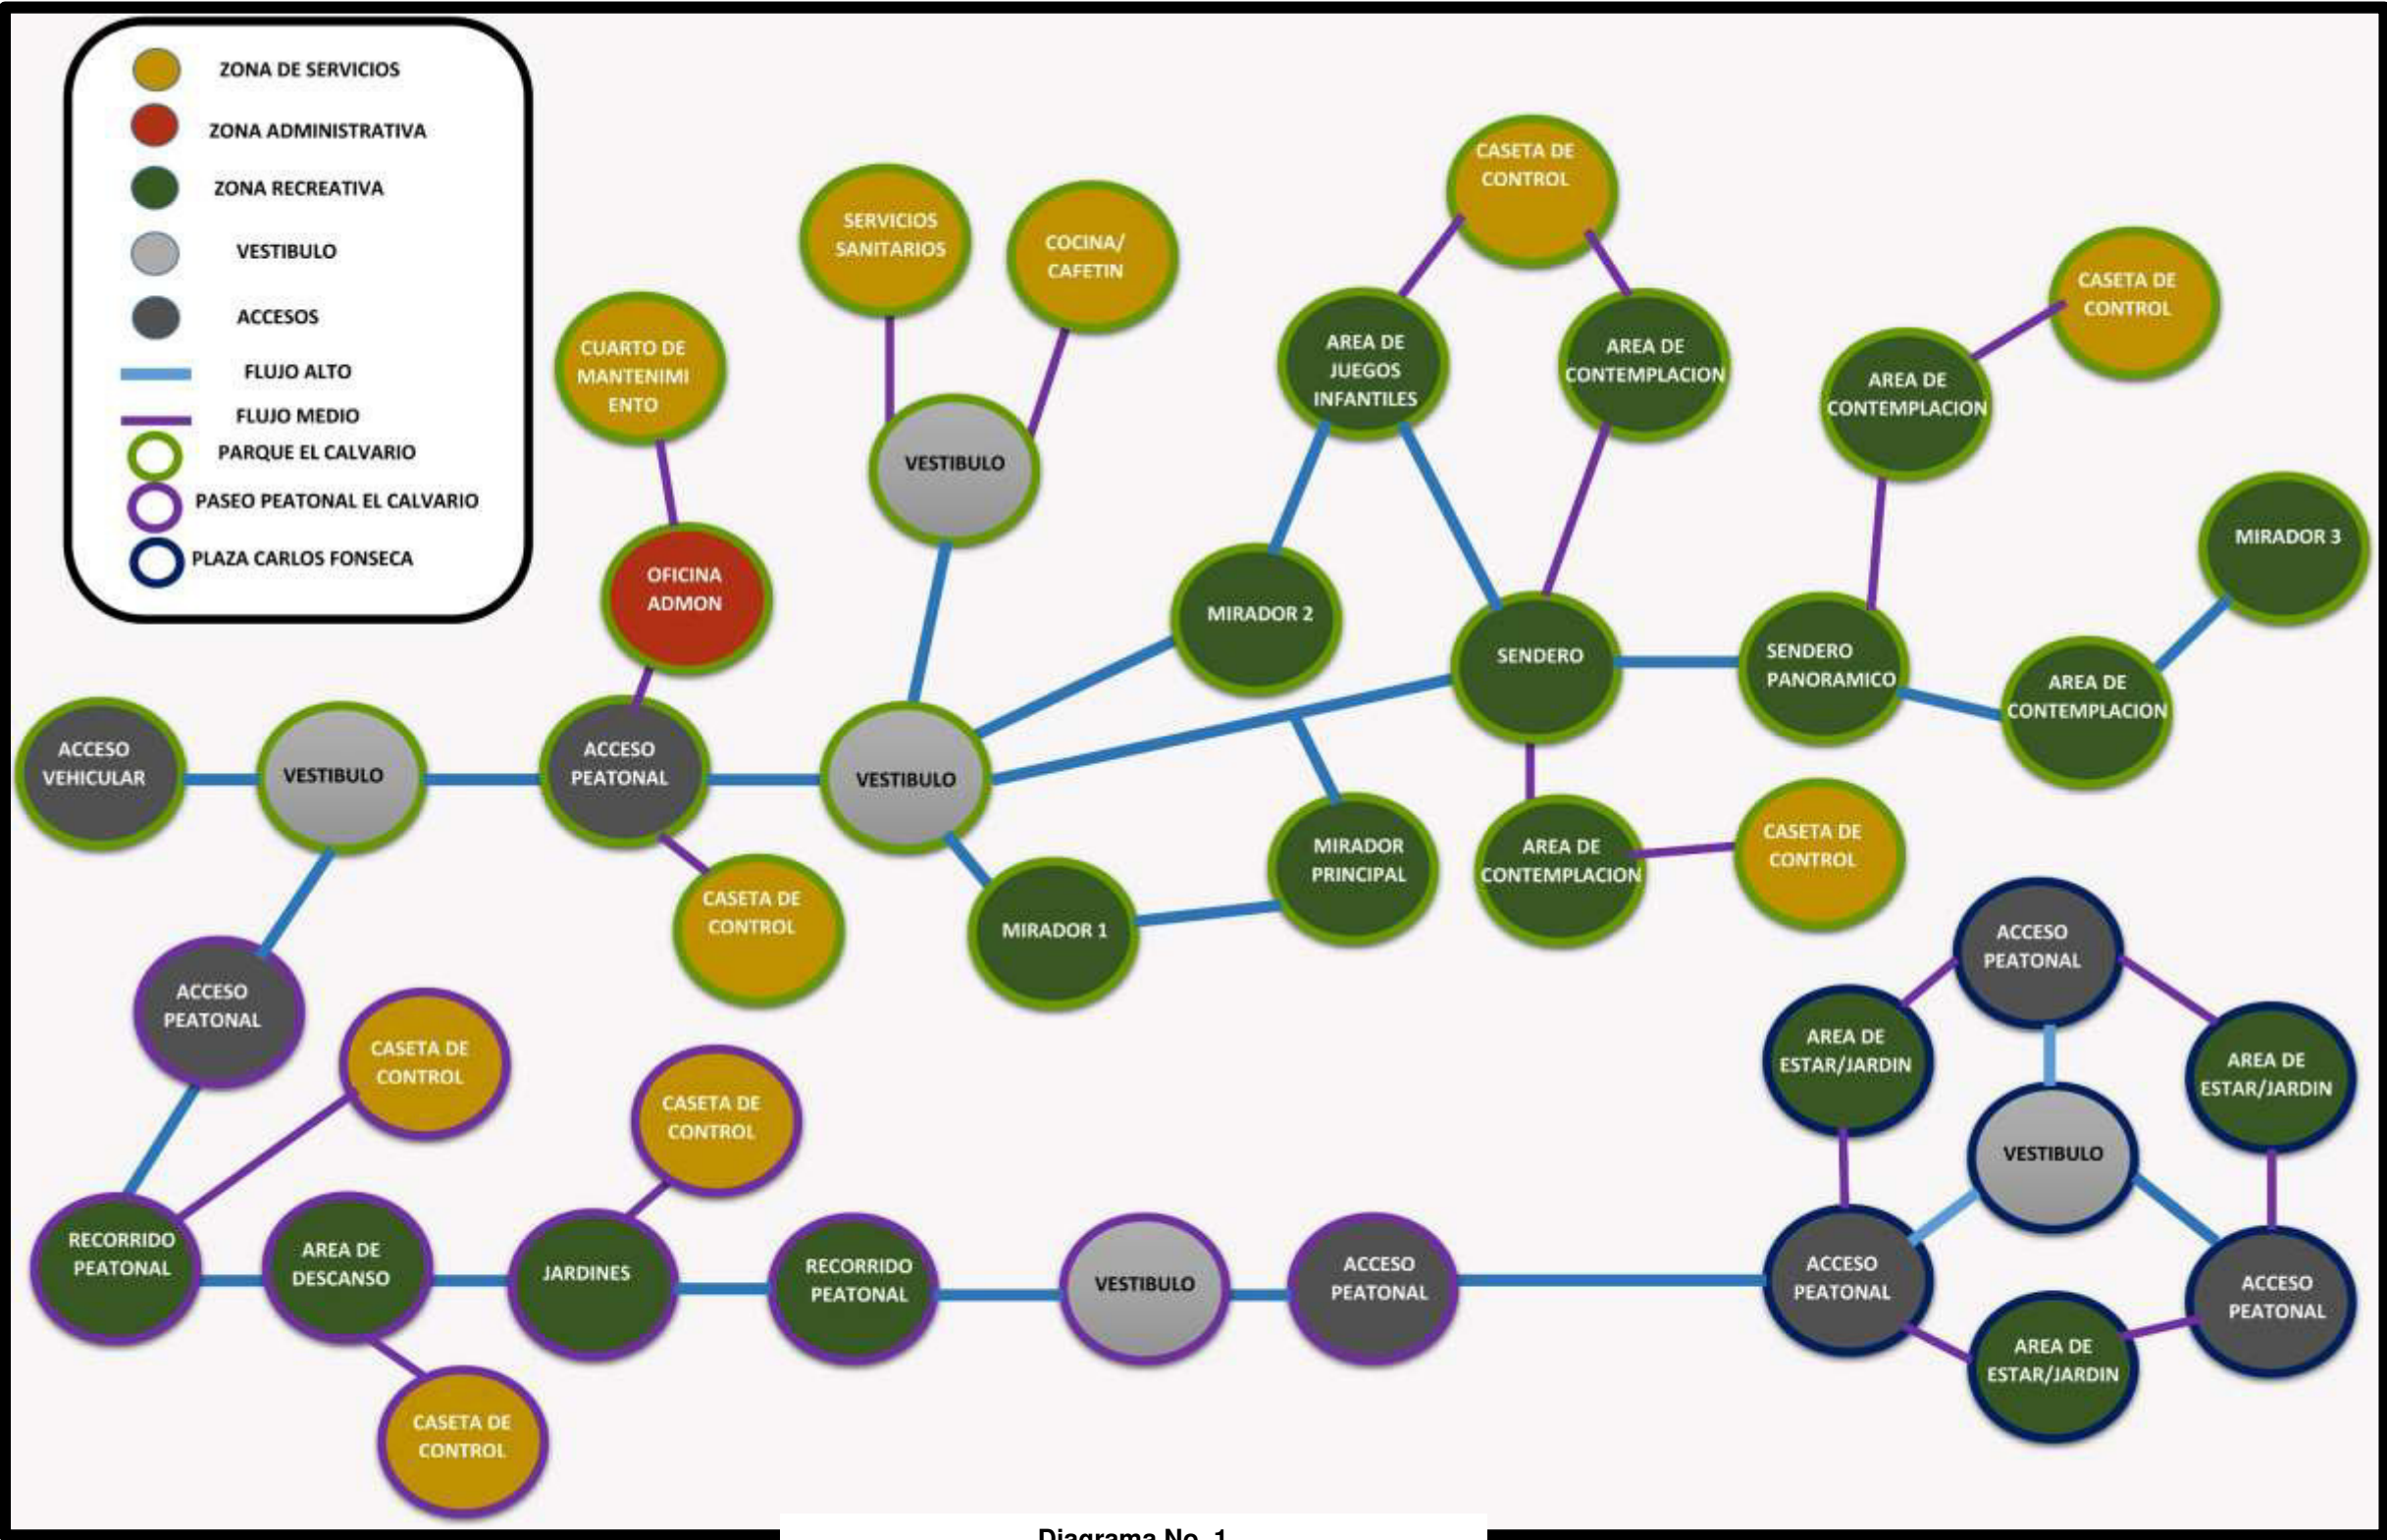 ZONA DE SERVICIOS
ZONA ADMINISTRATIVA
ZONA RECREATIVA
VESTIBULO
ACCESOS
FLUJO ALTO
FLUJO MEDIO
PARQUE EL CALVARIO
PASEO PEATONAL EL CALVARIO
PLAZA CARLOS FONSECA
CASETA DE
CONTROL
SERVICIOS
SANITARIOS
COCINA/
CAFETIN
CASETA DE
CONTROL
CUARTO DE
MANTENIMI
ENTO
AREA DE
JUEGOS
INFANTILES
AREA DE
CONTEMPLACION
AREA DE
CONTEMPLACION
VESTIBULO
MIRADOR 3
OFICINA
ADMON
MIRADOR 2
SENDERO
SENDERO
PANORAMICO
AREA DE
CONTEMPLACION
ACCESO
VEHICULAR
VESTIBULO
ACCESO
PEATONAL
VESTIBULO
MIRADOR
PRINCIPAL
AREA DE
CONTEMPLACION
CASETA DE
CONTROL
CASETA DE
CONTROL
MIRADOR 1
ACCESO
PEATONAL
ACCESO
PEATONAL
CASETA DE
CONTROL
AREA DE
ESTAR/JARDIN
AREA DE
ESTAR/JARDIN
CASETA DE
CONTROL
VESTIBULO
RECORRIDO
PEATONAL
AREA DE
DESCANSO
JARDINES
RECORRIDO
PEATONAL
VESTIBULO
ACCESO
PEATONAL
ACCESO
PEATONAL
ACCESO
PEATONAL
AREA DE
ESTAR/JARDIN
CASETA DE
CONTROL
Diagrama No. 1